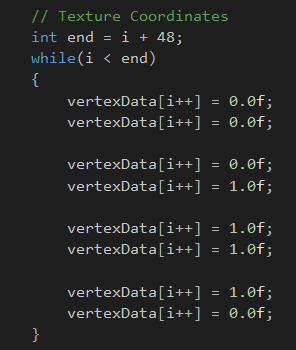 // Texture Coordinates
int end = i + 48;
while(i < end)
{
vertexData[i++] = 0.0f;
vertexData[i++] = 0.0f;
vertexData[i++] = 0.0f;
vertexData[i++] = 1.0f;
vertexData[i++] = 1.0f;
vertexData[i++] = 1.0f;
vertexData[i++] = 1.0f;
vertexData[i++] = 0.0f;
}